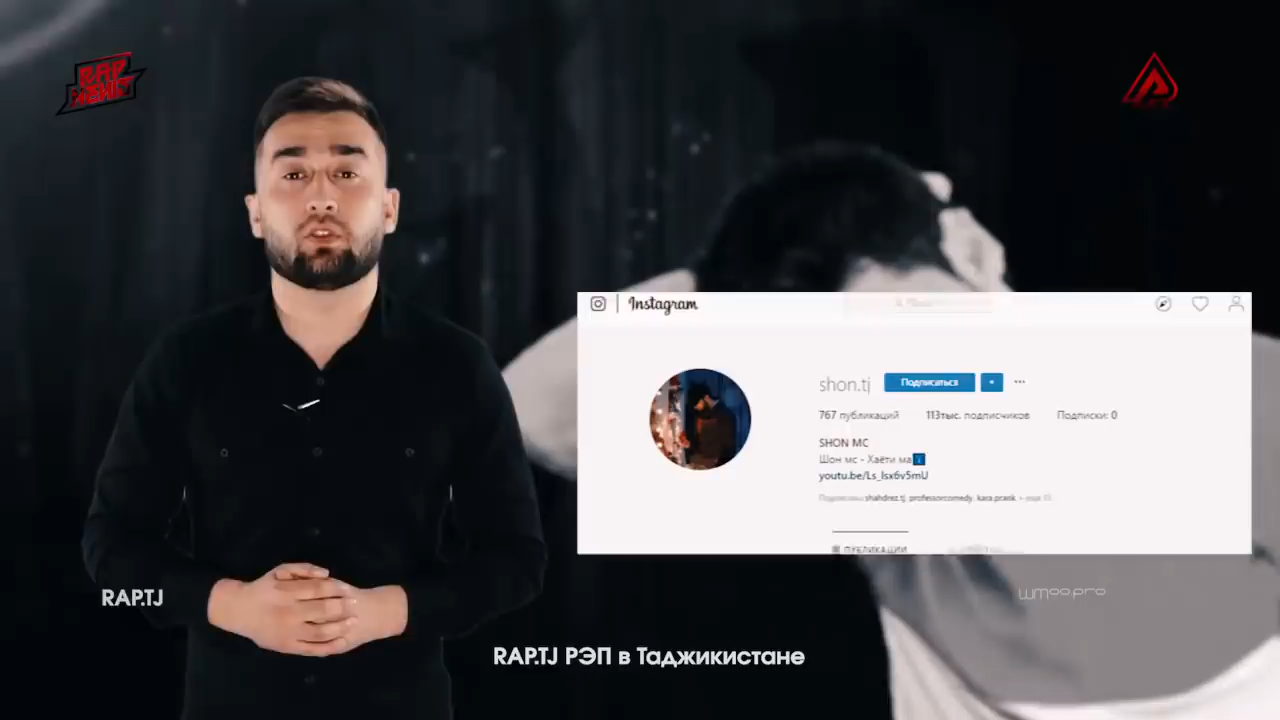 RAP
Instagram
shon.tj Подписаться ...
767 публикаций 113тыс. подписчиков Подписки: 0
SHON MC
Шон мс - Хаёти ма
youtu.be/Ls_lsx6v5mU
Подписаны shahdrez.tj, professorcomedy, kara.prank
ПУБЛИКАЦИИ
RAP.TJ
wmoo.pro
RAP.TJ РЭП в Таджикистане